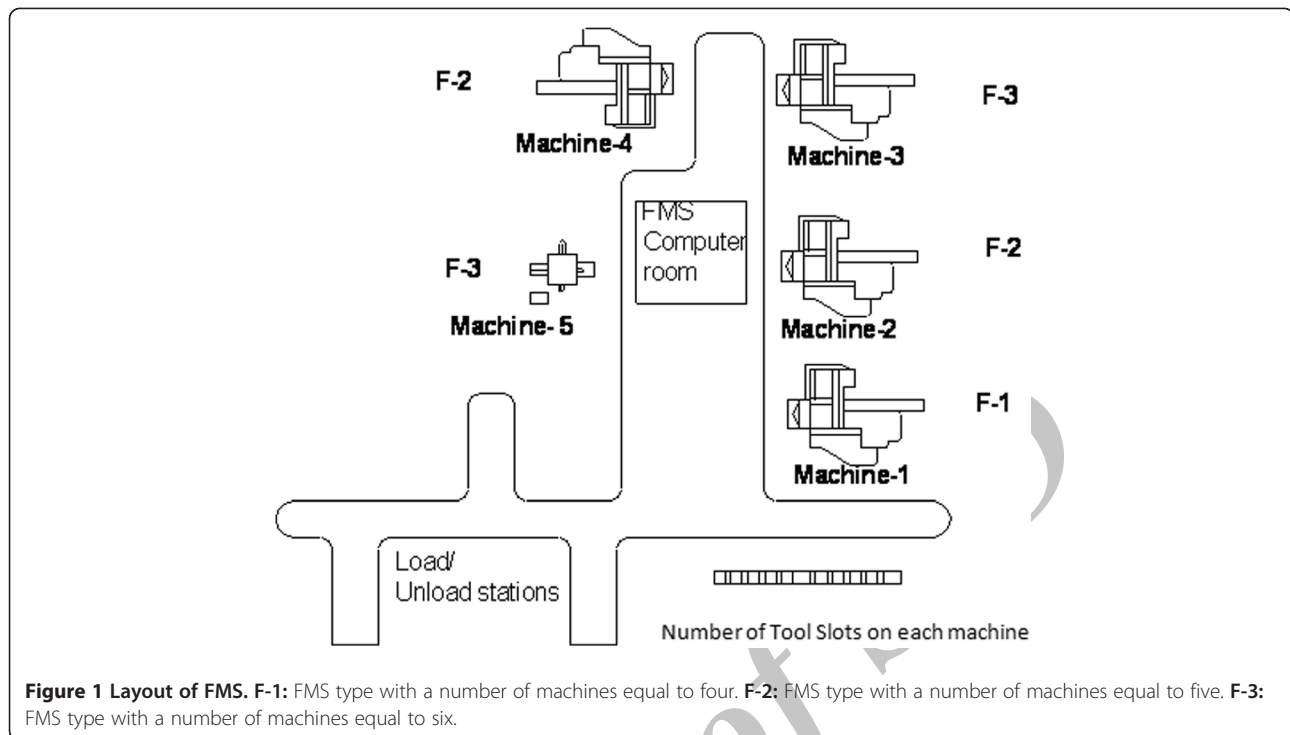 F-2
Machine-4
F-3
Machine-3
FMS
Computer
room
F-3
Machine- 5
F-2
Machine-2
F-1
Machine-1
Load/
Unload stations
Number of Tool Slots on each machine
Figure 1 Layout of FMS. F-1: FMS type with a number of machines equal to four. F-2: FMS type with a number of machines equal to five. F-3:
FMS type with a number of machines equal to six.